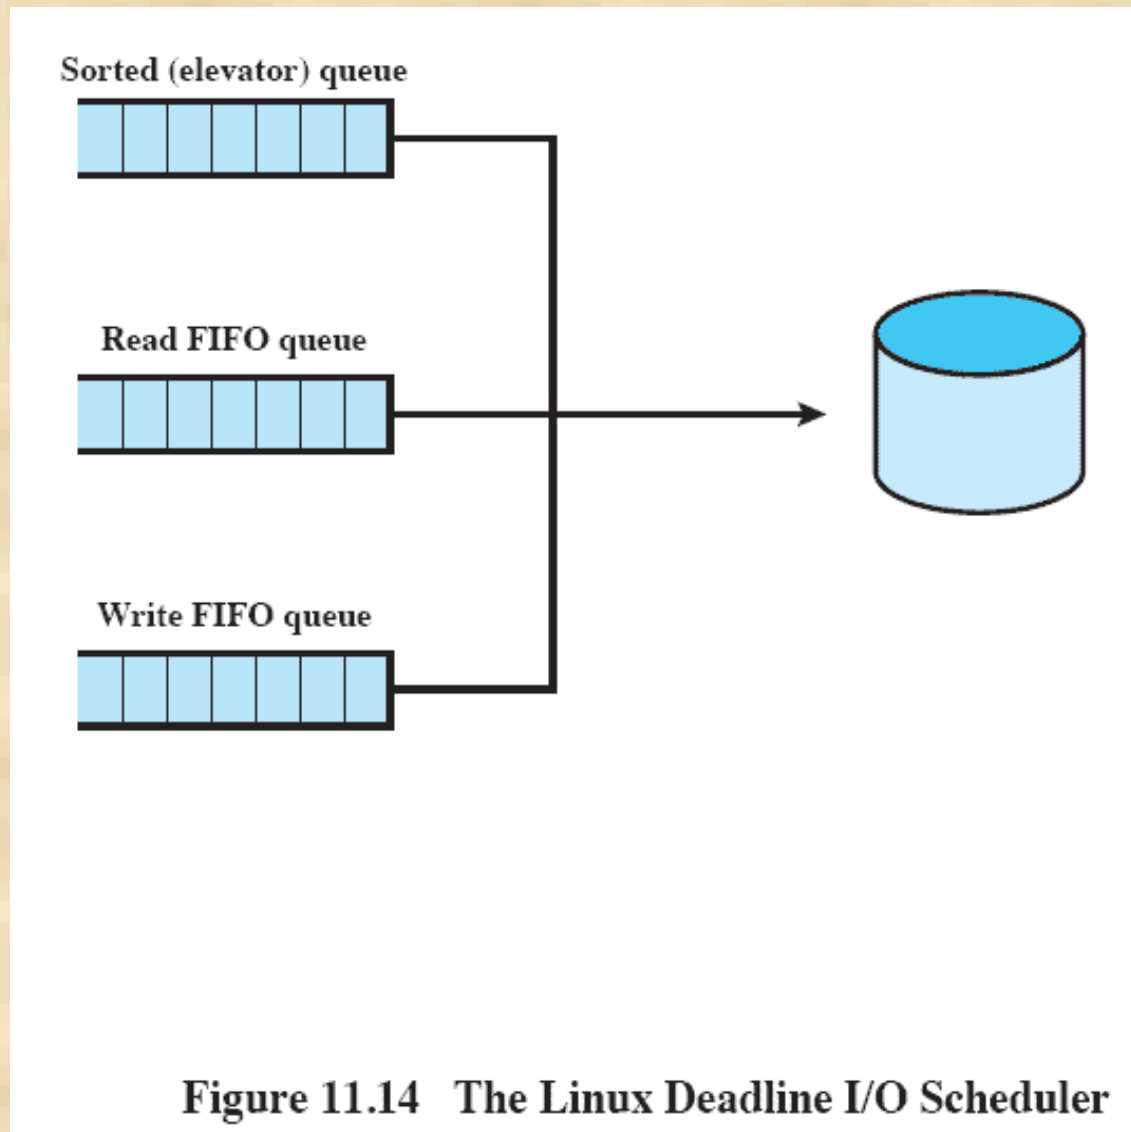 Sorted (elevator) queue
Read FIFO queue
Write FIFO queue
Figure 11.14 The Linux Deadline I/O Scheduler